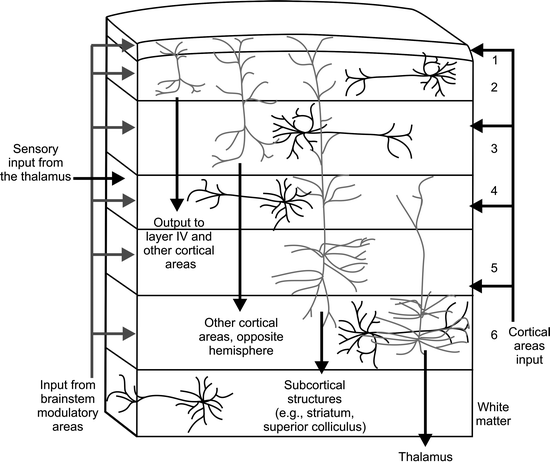 1
2
3
4
5
6
Sensory
input from
the thalamus
Output to
layer IV and
other cortical
areas
Other cortical
areas, opposite
hemisphere
Cortical
areas
input
Input from
brainstem
modulatory
areas
Subcortical
structures
(e.g., striatum,
superior colliculus)
White
matter
Thalamus